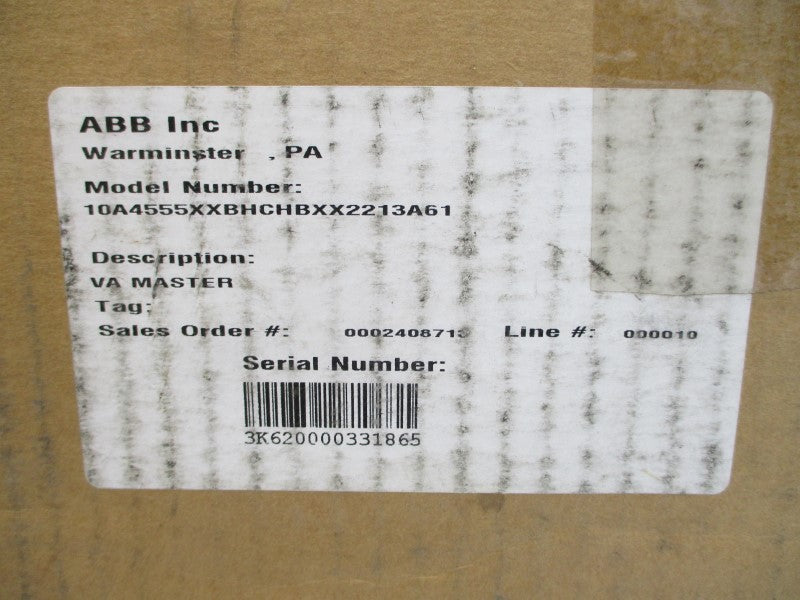 ABB Inc
Warminster , PA
Model Number:
10A4555XXBHCHBXX2213A61
Description:
VA MASTER
Tag:
Sales Order #: Line #: 000010
Serial Number:
3K620000331865